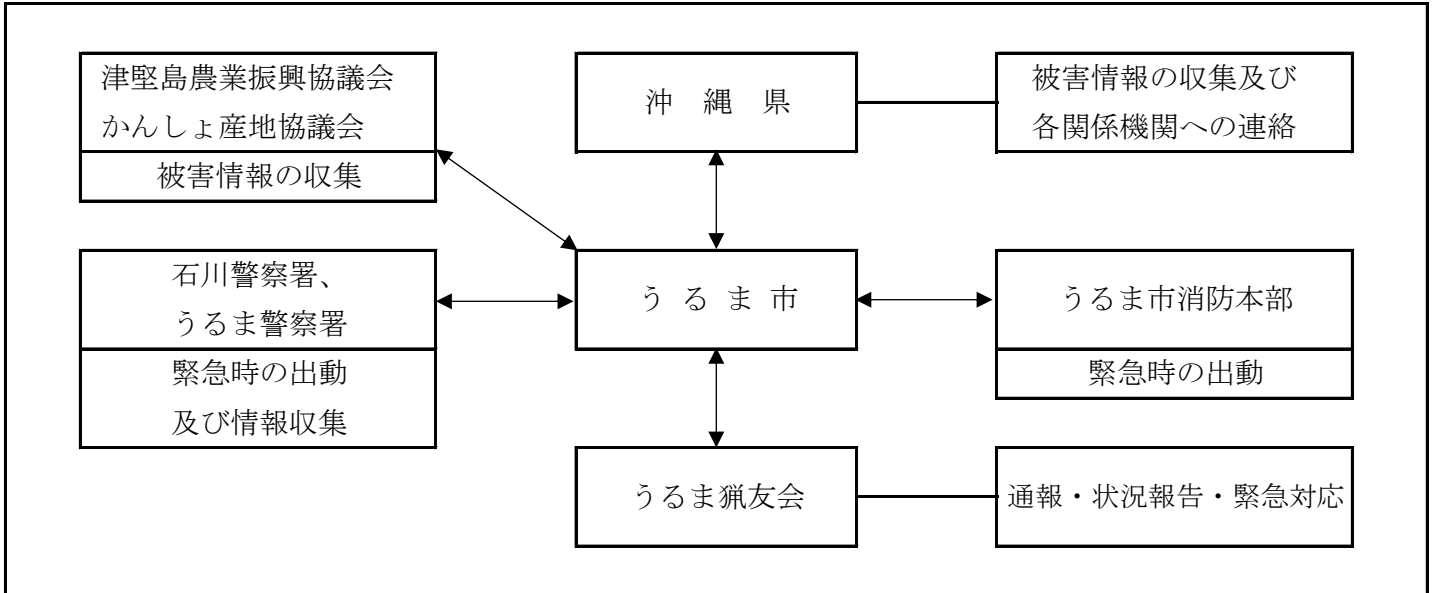 津堅島農業振興協議会
かんしょ産地協議会
被害情報の収集
沖縄県
被害情報の収集及び
各関係機関への連絡
石川警察署、
うるま警察署
緊急時の出動
及び情報収集
うるま市
うるま市消防本部
緊急時の出動
うるま猟友会
通報・状況報告・緊急対応